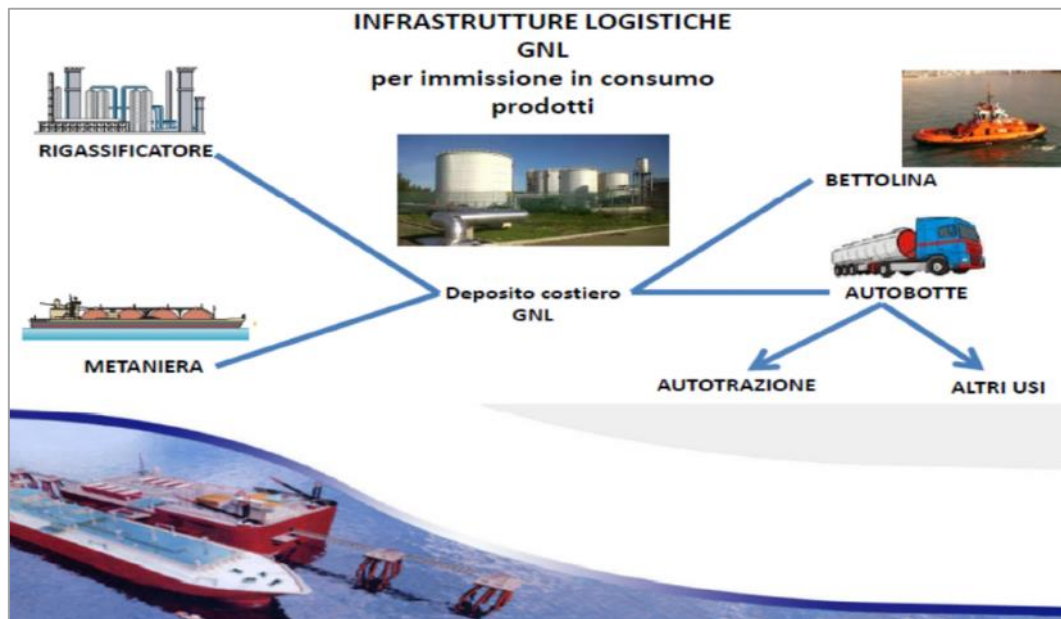 INFRASTRUTTURE LOGISTICHE
GNL
per immissione in consumo
prodotti
RIGASSIFICATORE
BETTOLINA
Deposito costiero
GNL
AUTOBOTTE
METANIERA
AUTOTRAZIONE
ALTRI USI